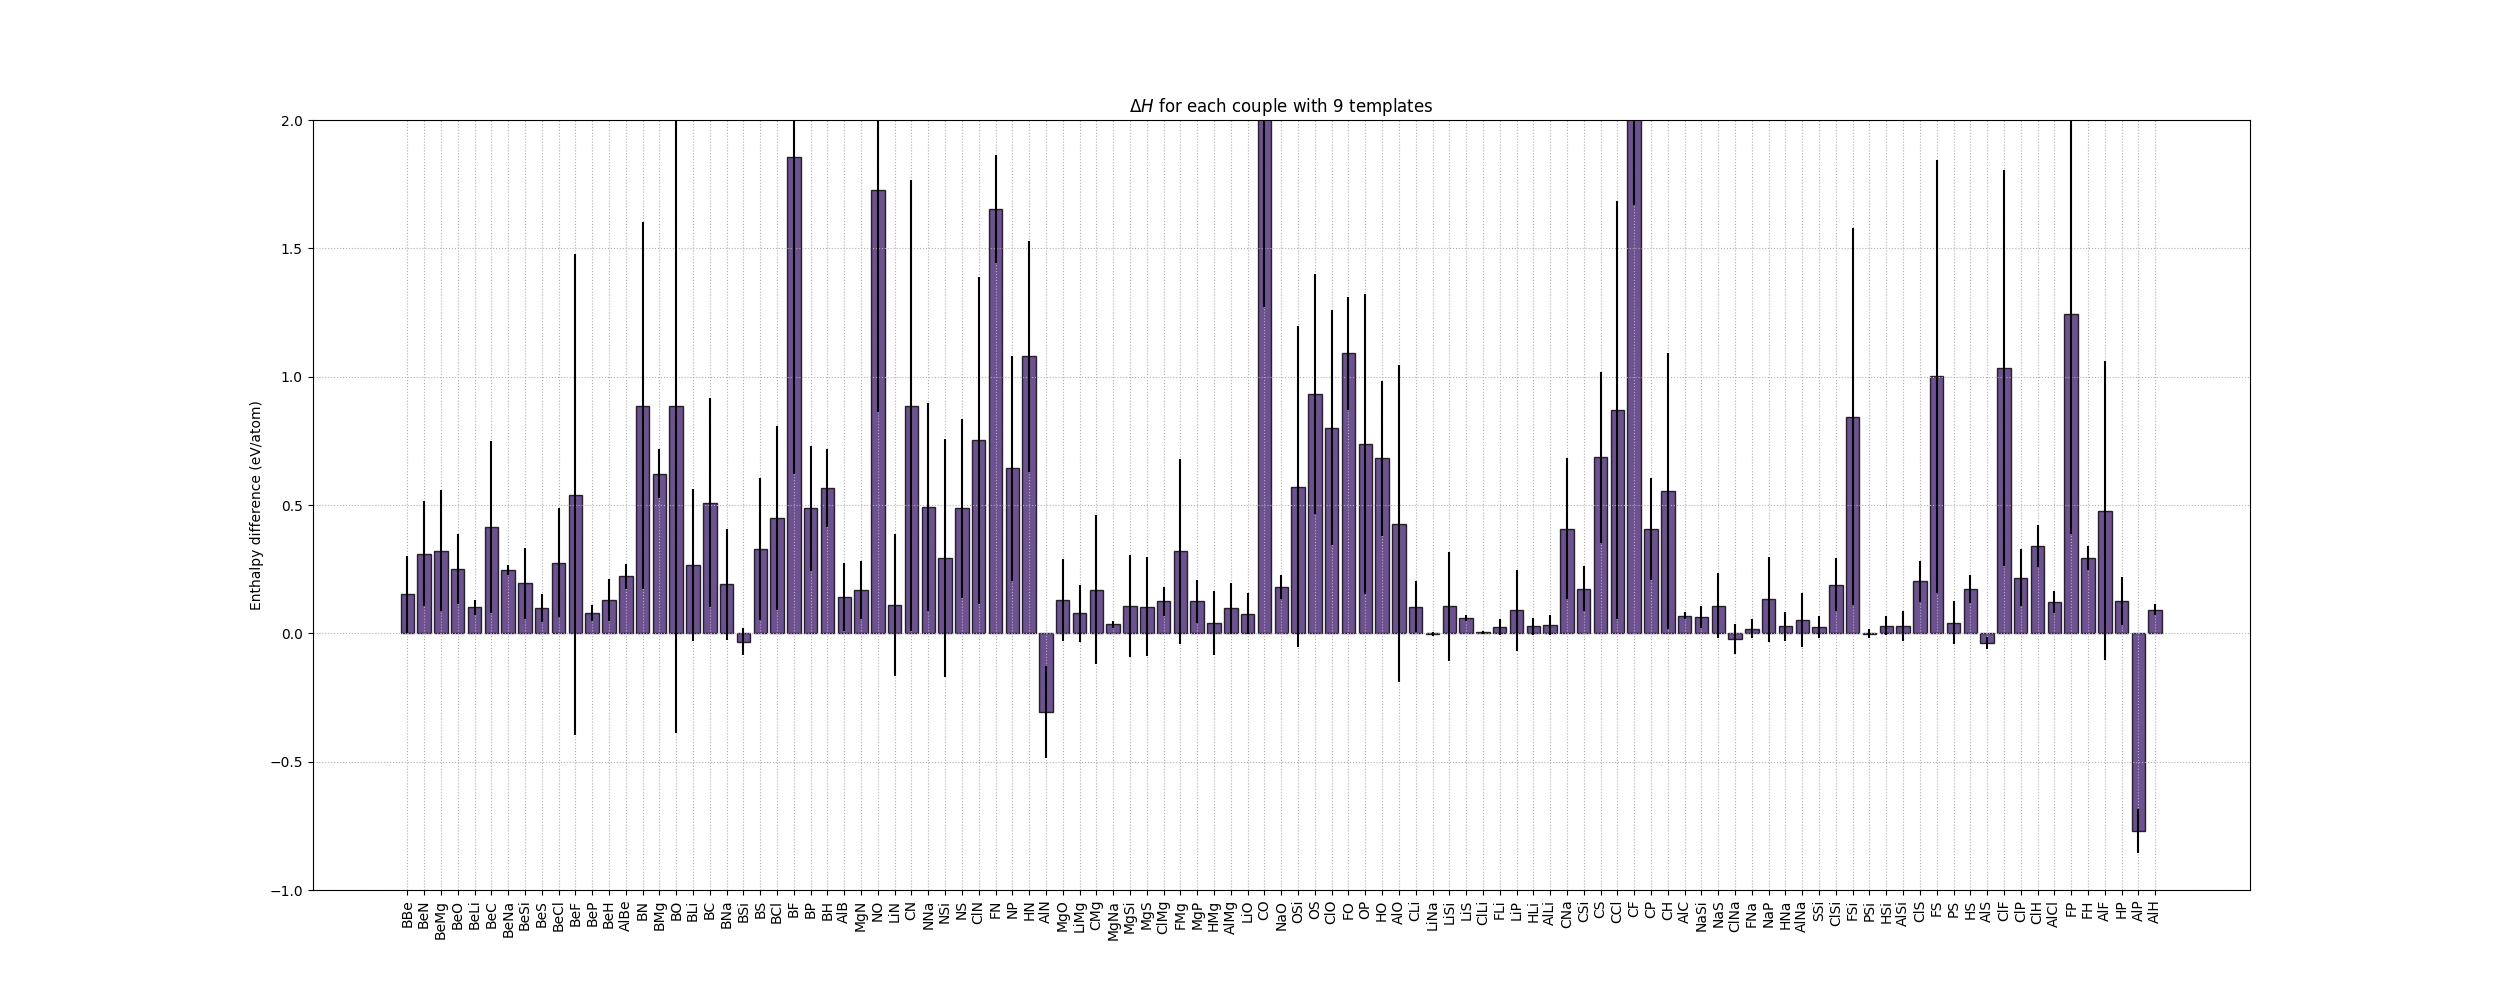 ΔH for each couple with 9 templates
2.0
1.5
1.0
0.5
0.0
−0.5
−1.0
Enthalpy difference (eV/atom)
BBe BeN BeMg BeO BeLi BeC BeNa BeSi BeS BeCl BeF BeP BeH AlBe BN BMg BO BLi BC BNa BSi BS BCl BF BP BH AlB MgN NO LiN CN NNa NSi NS ClN FN NP HN AlN MgO LiMg CMg MgNa MgSi MgS ClMg FMg MgP HMg AlMg LiO CO NaO OSi OS ClO FO OP HO AlO CLi LiNa LiSi LiS ClLi FLi LiP HLi AlLi CNa CSi CS CCl CF CP CH AlC NaSi NaS ClNa FNa NaP HNa AlNa SSi ClSi FSi PSi HSi AlSi ClS FS PS HS AlS ClF ClP ClH AlCl FP FH AlF HP AlP AlH